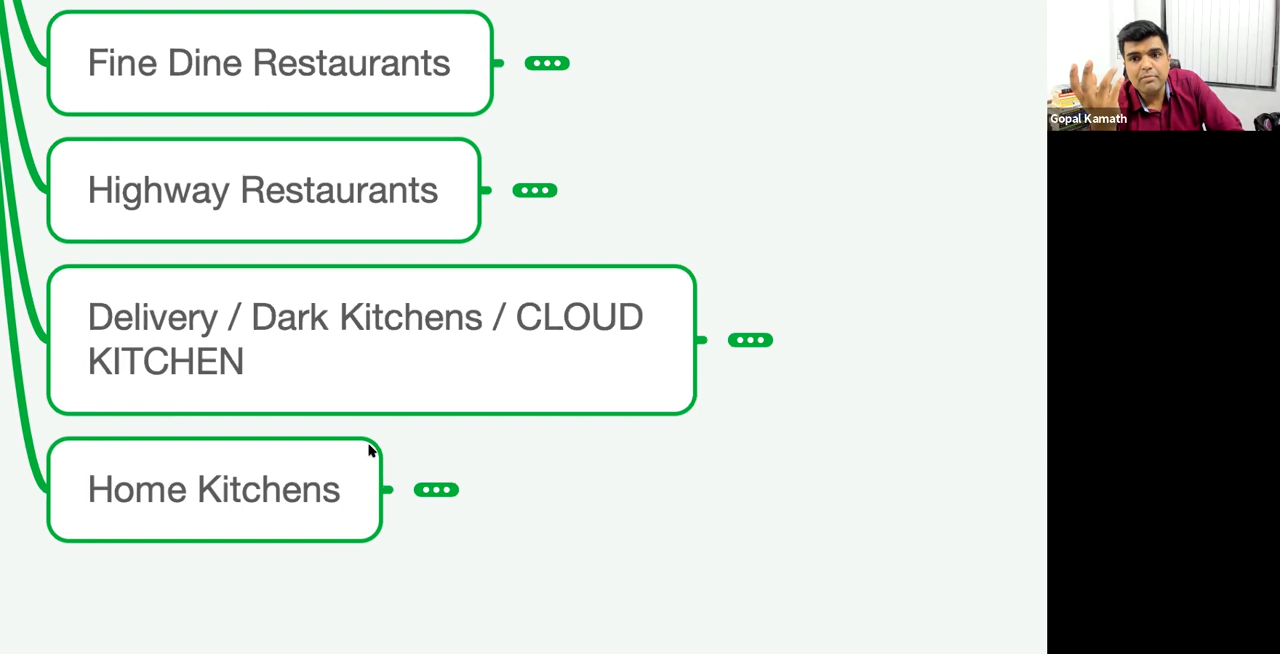 Fine Dine Restaurants
Highway Restaurants
Delivery / Dark Kitchens / CLOUD
KITCHEN
Home Kitchens
Gopal Kamath